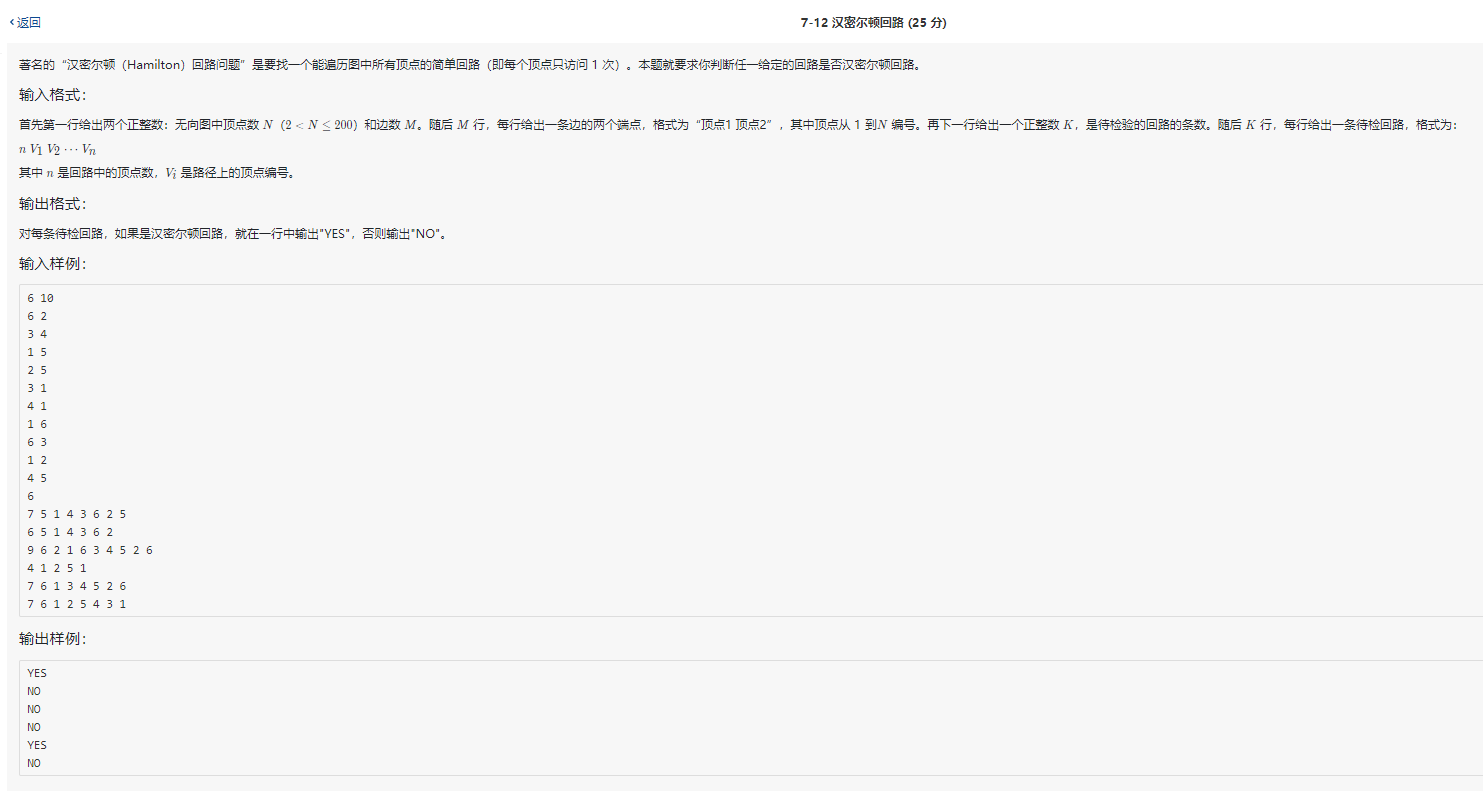 ‹返回
7-12 汉密尔顿回路 (25 分)
著名的“汉密尔顿（Hamilton）回路问题”是要找一个能遍历图中所有顶点的简单回路（即每个顶点只访问 1 次）。本题就要求你判断任一给定的回路是否汉密尔顿回路。
输入格式：
首先第一行给出两个正整数：无向图中顶点数 N（2 < N ≤ 200）和边数 M。随后 M 行，每行给出一条边的两个端点，格式为“顶点1 顶点2”，其中顶点从 1 到N 编号。再下一行给出一个正整数 K，是待检验的回路的条数。随后 K 行，每行给出一条待检回路，格式为：
n V1 V2 ⋯ Vn
其中 n 是回路中的顶点数，Vi 是路径上的顶点编号。
输出格式：
对每条待检回路，如果是汉密尔顿回路，就在一行中输出"YES"，否则输出"NO"。
输入样例：
6 10
6 2
3 4
1 5
2 5
3 1
4 1
1 6
6 3
1 2
4 5
6
7 5 1 4 3 6 2 5
6 5 1 4 3 6 2
9 6 2 1 6 3 4 5 2 6
4 1 2 5 1
7 6 1 3 4 5 2 6
7 6 1 2 5 4 3 1
输出样例：
YES
NO
NO
NO
YES
NO